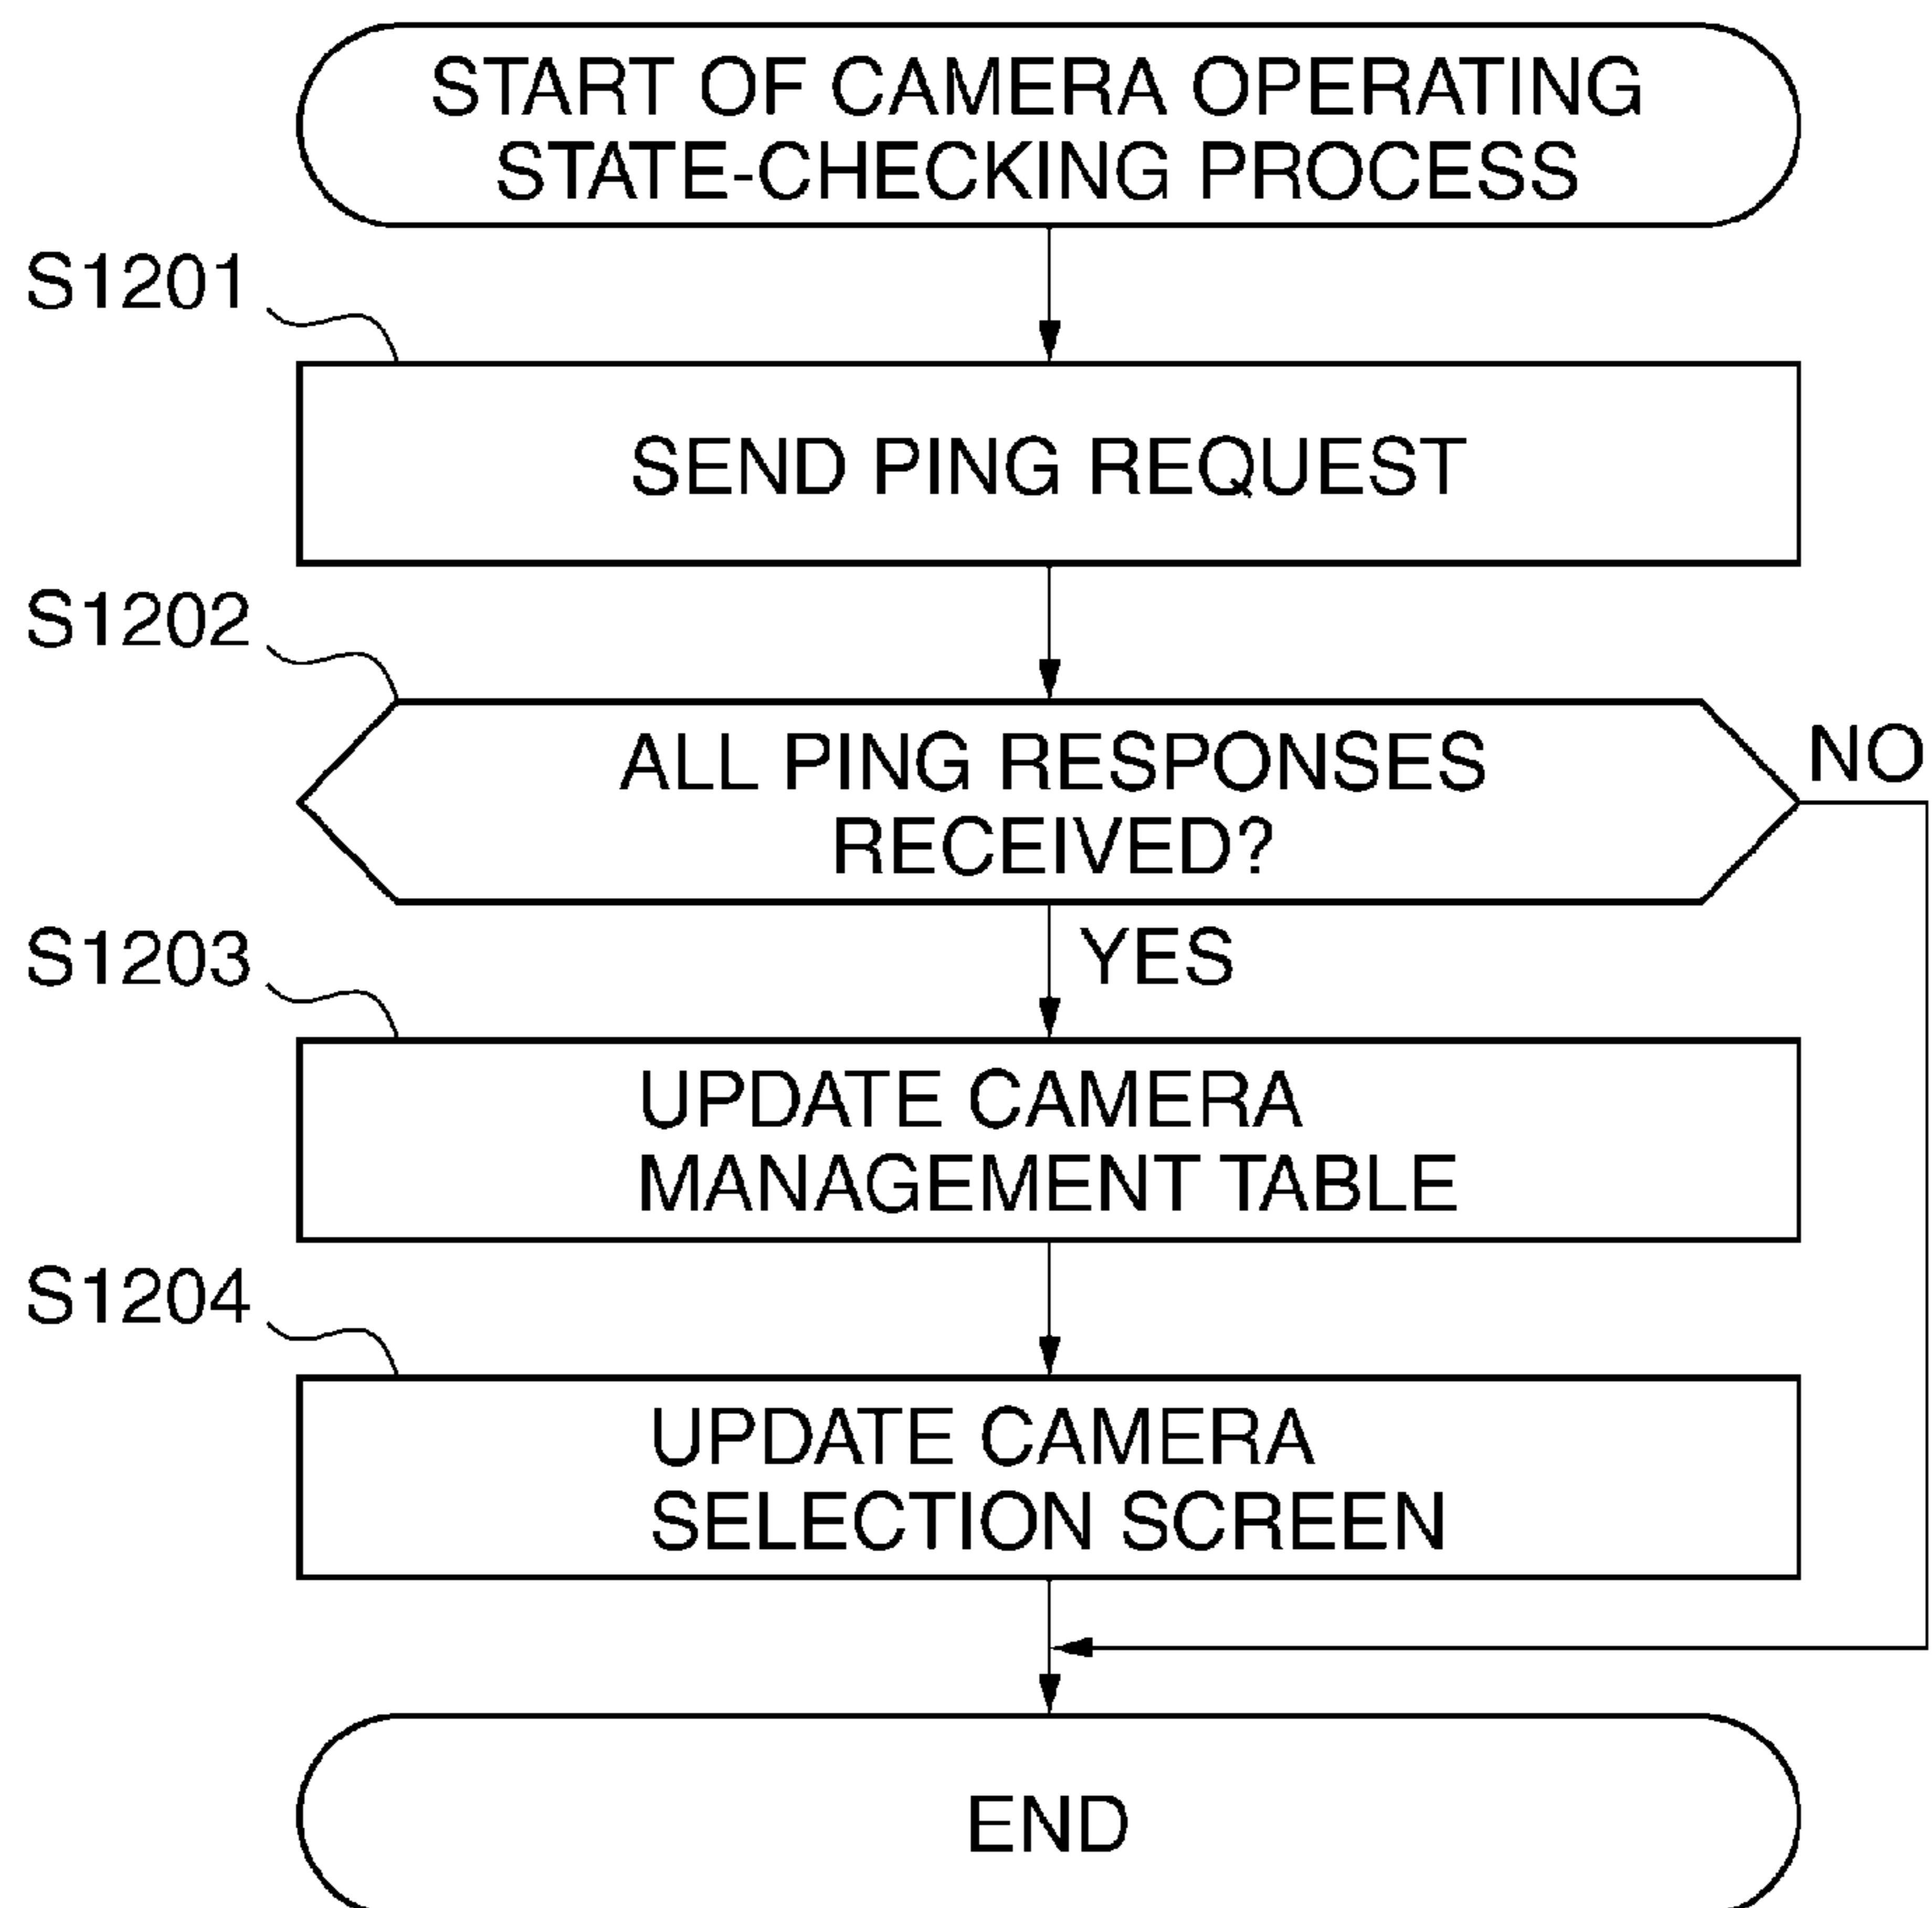 START OF CAMERA OPERATING
STATE-CHECKING PROCESS
S1201
SEND PING REQUEST
S1202
ALL PING RESPONSES
RECEIVED?
NO
YES
S1203
UPDATE CAMERA
MANAGEMENT TABLE
S1204
UPDATE CAMERA
SELECTION SCREEN
END